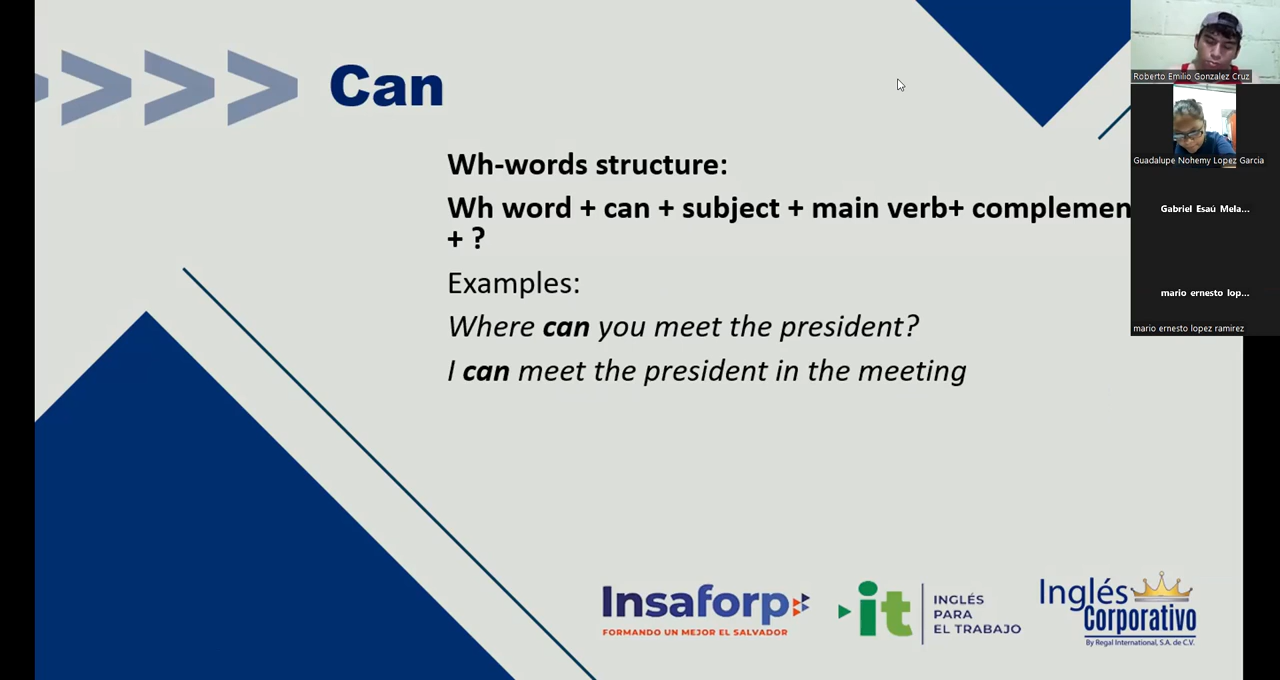 Can
Wh-words structure:
Wh word + can + subject + main verb+ complemen
+ ?
Examples:
Where can you meet the president?
I can meet the president in the meeting
Roberto Emilio Gonzalez Cruz
Guadalupe Nohemy Lopez Garcia
Gabriel Esaú Mela...
mario ernesto lop...
mario ernesto lopez ramirez
Insaforp
FORMANDO UN MEJOR EL SALVADOR
it
INGLÉS
PARA
EL TRABAJO
Inglés
Corporativo
By Regal International, S.A. de C.V.